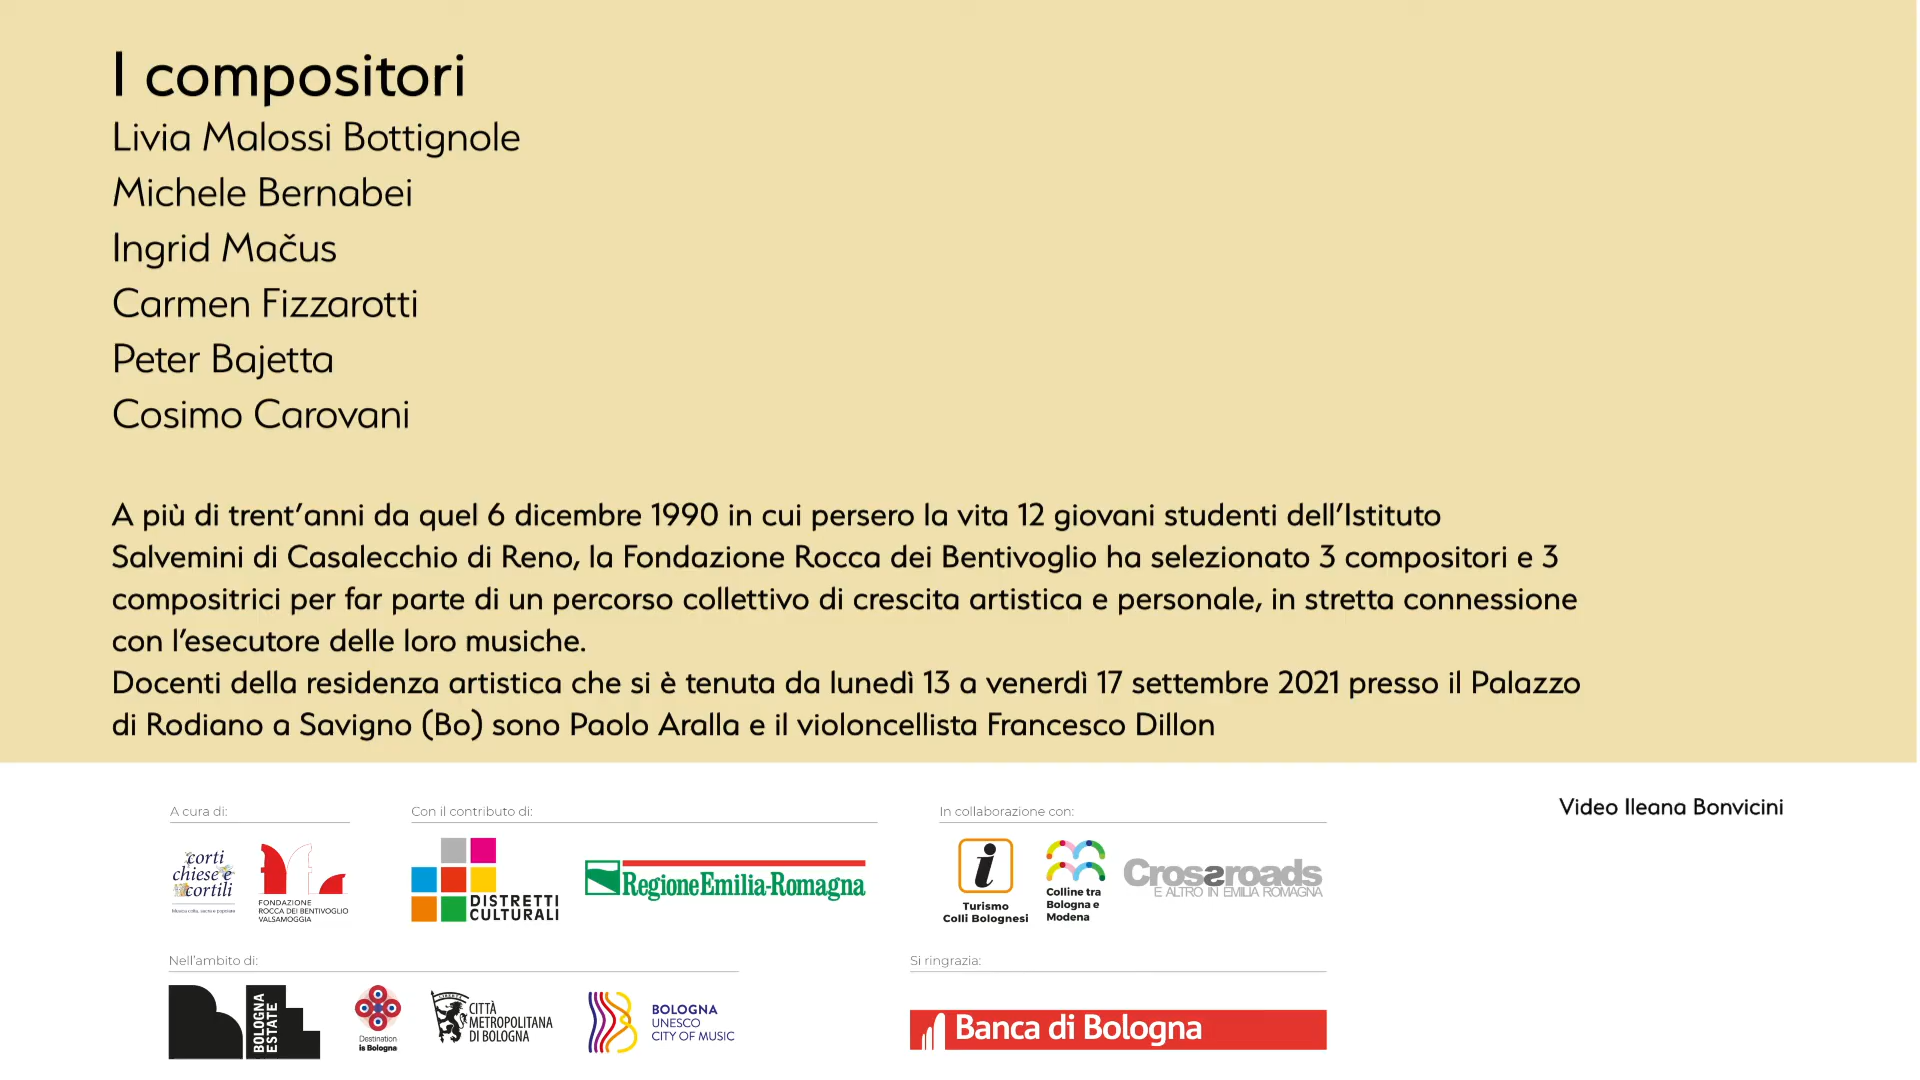 I compositori
Livia Malossi Bottignole
Michele Bernabei
Ingrid Mačus
Carmen Fizzarotti
Peter Bajetta
Cosimo Carovani
A più di trent'anni da quel 6 dicembre 1990 in cui persero la vita 12 giovani studenti dell'Istituto
Salvemini di Casalecchio di Reno, la Fondazione Rocca dei Bentivoglio ha selezionato 3 compositori e 3
compositrici per far parte di un percorso collettivo di crescita artistica e personale, in stretta connessione
con l'esecutore delle loro musiche.
Docenti della residenza artistica che si è tenuta da lunedì 13 a venerdì 17 settembre 2021 presso il Palazzo
di Rodiano a Savigno (Bo) sono Paolo Aralla e il violoncellista Francesco Dillon
Video Ileana Bonvicini
A cura di:
corti
chiese e
cortili
Musica colta, sacra e popolare
FONDAZIONE
ROCCA DEI BENTIVOGLIO
VALSAMOGGIA
Con il contributo di:
DISTRETTI
CULTURALI
RegioneEmilia-Romagna
In collaborazione con:
i
Turismo
Colli Bolognesi
Colline tra
Bologna e
Modena
Crossroads
E ALTRO IN EMILIA ROMAGNA
Nell'ambito di:
BOLOGNA
ESTATE
Destination
is Bologna
LIBERTAS
CITTÀ
METROPOLITANA
DI BOLOGNA
BOLOGNA
UNESCO
CITY OF MUSIC
Si ringrazia:
Banca di Bologna